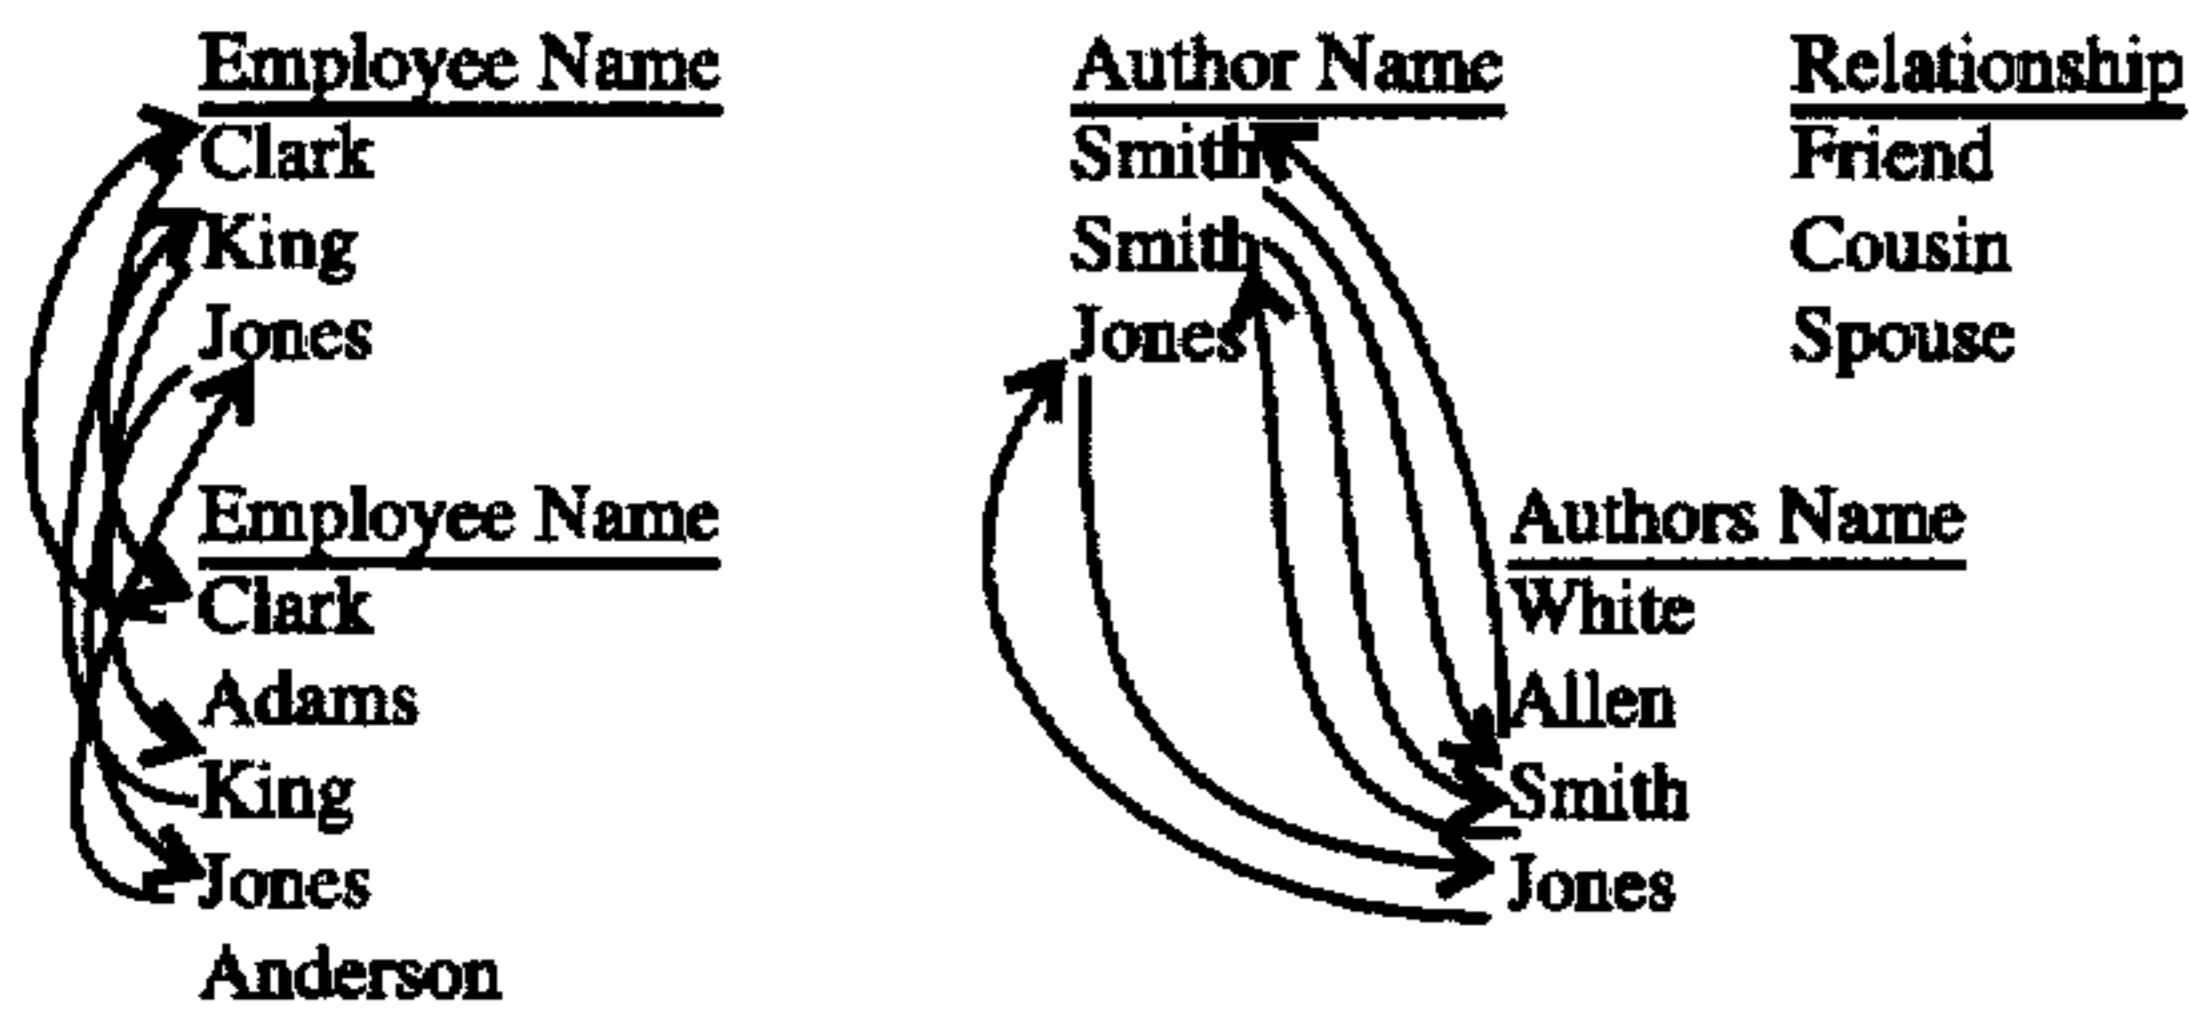 Employee Name Author Name Relationship
Clark Smith Friend
King Smith Cousin
Jones Jones Spouse
Employee Name Authors Name
Clark White
Adams Allen
King Smith
Jones Jones
Anderson